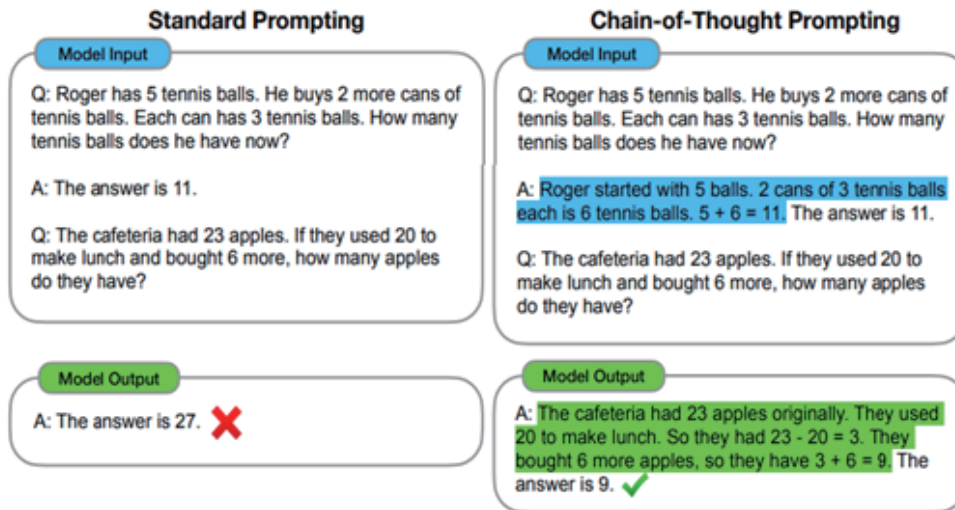 Standard Prompting
Model Input
Q: Roger has 5 tennis balls. He buys 2 more cans of
tennis balls. Each can has 3 tennis balls. How many
tennis balls does he have now?
A: The answer is 11.
Q: The cafeteria had 23 apples. If they used 20 to
make lunch and bought 6 more, how many apples
do they have?
Model Output
A: The answer is 27.
Chain-of-Thought Prompting
Model Input
Q: Roger has 5 tennis balls. He buys 2 more cans of
tennis balls. Each can has 3 tennis balls. How many
tennis balls does he have now?
A: Roger started with 5 balls. 2 cans of 3 tennis balls
each is 6 tennis balls. 5 + 6 = 11. The answer is 11.
Q: The cafeteria had 23 apples. If they used 20 to
make lunch and bought 6 more, how many apples
do they have?
Model Output
A: The cafeteria had 23 apples originally. They used
20 to make lunch. So they had 23 - 20 = 3. They
bought 6 more apples, so they have 3 + 6 = 9. The
answer is 9.